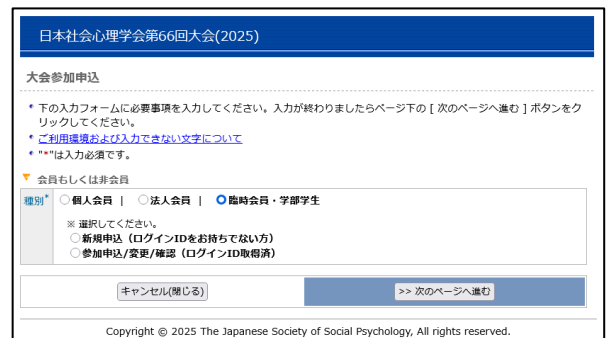 日本社会心理学会第66回大会(2025)
大会参加申込
下の入力フォームに必要事項を入力してください。入力が終わりましたらページ下の [ 次のページへ進む ] ボタンをク
リックしてください。
ご利用環境および入力できない文字について
"*"は入力必須です。
会員もしくは非会員
種別* 個人会員 | 法人会員 | 臨時会員・学部学生
※ 選択してください。
新規申込（ログインIDをお持ちでない方）
参加申込/変更/確認（ログインID取得済）
キャンセル(閉じる) >> 次のページへ進む
Copyright © 2025 The Japanese Society of Social Psychology, All rights reserved.